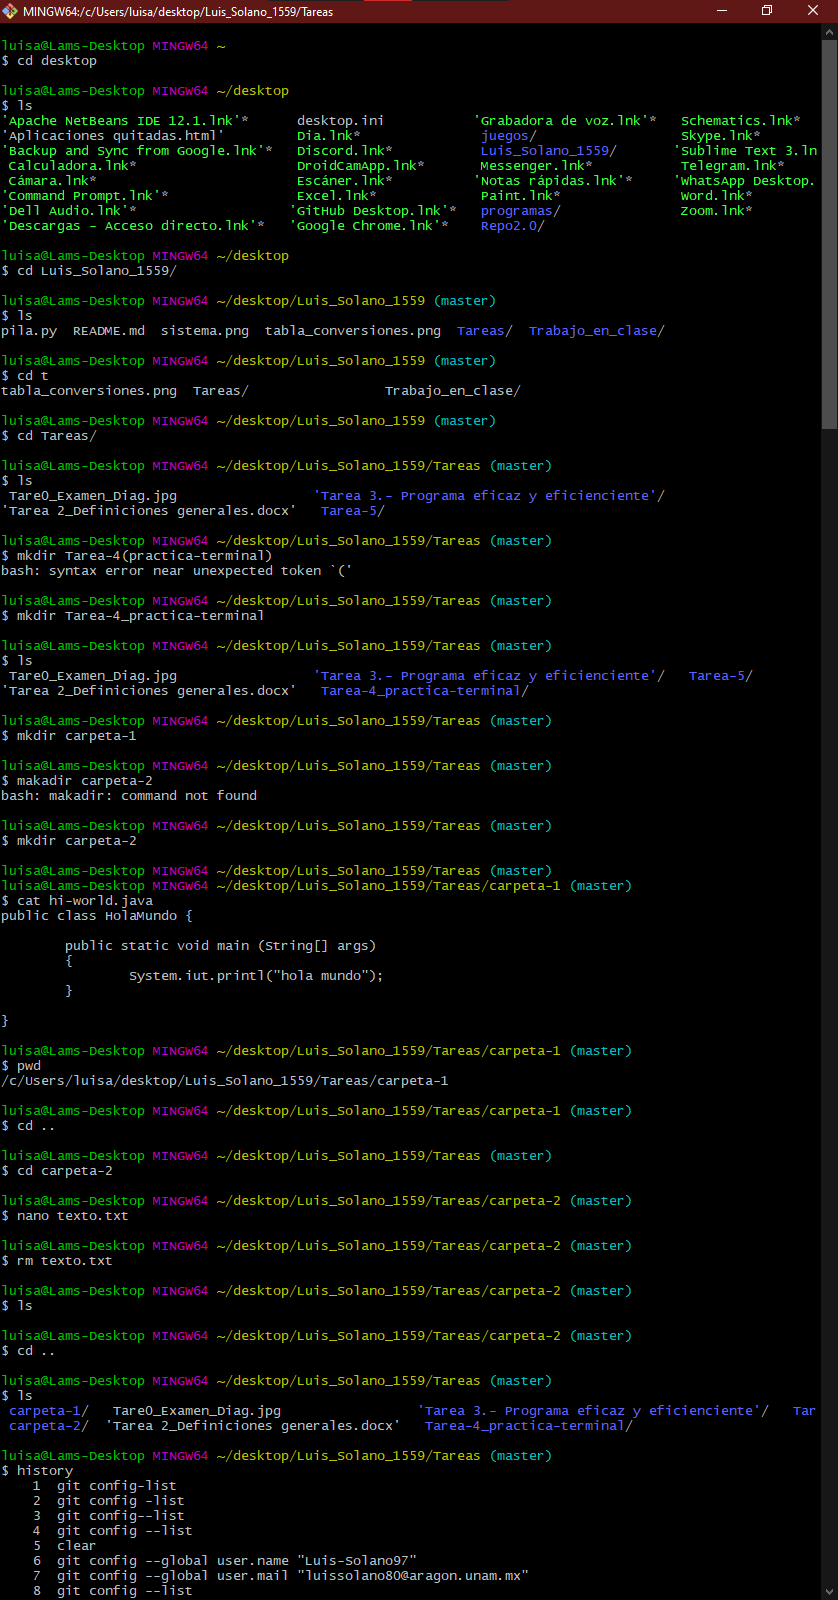 MINGW64:/c/Users/luisa/desktop/Luis_Solano_1559/Tareas
luisa@Lams-Desktop MINGW64 ~
$ cd desktop
luisa@Lams-Desktop MINGW64 ~/desktop
$ ls
'Apache NetBeans IDE 12.1.lnk'*      desktop.ini           'Grabadora de voz.lnk'*   Schematics.lnk*
'Aplicaciones quitadas.html'         Dia.lnk*               juegos/                  Skype.lnk*
'Backup and Sync from Google.lnk'*   Discord.lnk*           Luis_Solano_1559/       'Sublime Text 3.ln
 Calculadora.lnk*                    DroidCamApp.lnk*       Messenger.lnk*           Telegram.lnk*
 Cámara.lnk*                         Escáner.lnk*          'Notas rápidas.lnk'*     'WhatsApp Desktop.
'Command Prompt.lnk'*                Excel.lnk*             Paint.lnk*               Word.lnk*
'Dell Audio.lnk'*                   'GitHub Desktop.lnk'*   programas/               Zoom.lnk*
'Descargas - Acceso directo.lnk'*   'Google Chrome.lnk'*    Repo2.0/
luisa@Lams-Desktop MINGW64 ~/desktop
$ cd Luis_Solano_1559/
luisa@Lams-Desktop MINGW64 ~/desktop/Luis_Solano_1559 (master)
$ ls
pila.py  README.md  sistema.png  tabla_conversiones.png  Tareas/  Trabajo_en_clase/
luisa@Lams-Desktop MINGW64 ~/desktop/Luis_Solano_1559 (master)
$ cd t
tabla_conversiones.png  Tareas/                 Trabajo_en_clase/
luisa@Lams-Desktop MINGW64 ~/desktop/Luis_Solano_1559 (master)
$ cd Tareas/
luisa@Lams-Desktop MINGW64 ~/desktop/Luis_Solano_1559/Tareas (master)
$ ls
 Tare0_Examen_Diag.jpg                 'Tarea 3.- Programa eficaz y eficienciente'/
'Tarea 2_Definiciones generales.docx'   Tarea-5/
luisa@Lams-Desktop MINGW64 ~/desktop/Luis_Solano_1559/Tareas (master)
$ mkdir Tarea-4(practica-terminal)
bash: syntax error near unexpected token `('
luisa@Lams-Desktop MINGW64 ~/desktop/Luis_Solano_1559/Tareas (master)
$ mkdir Tarea-4_practica-terminal
luisa@Lams-Desktop MINGW64 ~/desktop/Luis_Solano_1559/Tareas (master)
$ ls
 Tare0_Examen_Diag.jpg                 'Tarea 3.- Programa eficaz y eficienciente'/   Tarea-5/
'Tarea 2_Definiciones generales.docx'   Tarea-4_practica-terminal/
luisa@Lams-Desktop MINGW64 ~/desktop/Luis_Solano_1559/Tareas (master)
$ mkdir carpeta-1
luisa@Lams-Desktop MINGW64 ~/desktop/Luis_Solano_1559/Tareas (master)
$ makadir carpeta-2
bash: makadir: command not found
luisa@Lams-Desktop MINGW64 ~/desktop/Luis_Solano_1559/Tareas (master)
$ mkdir carpeta-2
luisa@Lams-Desktop MINGW64 ~/desktop/Luis_Solano_1559/Tareas (master)
luisa@Lams-Desktop MINGW64 ~/desktop/Luis_Solano_1559/Tareas/carpeta-1 (master)
$ cat hi-world.java
public class HolaMundo {
        public static void main (String[] args)
        {
                System.iut.printl("hola mundo");
        }
}
luisa@Lams-Desktop MINGW64 ~/desktop/Luis_Solano_1559/Tareas/carpeta-1 (master)
$ pwd
/c/Users/luisa/desktop/Luis_Solano_1559/Tareas/carpeta-1
luisa@Lams-Desktop MINGW64 ~/desktop/Luis_Solano_1559/Tareas/carpeta-1 (master)
$ cd ..
luisa@Lams-Desktop MINGW64 ~/desktop/Luis_Solano_1559/Tareas (master)
$ cd carpeta-2
luisa@Lams-Desktop MINGW64 ~/desktop/Luis_Solano_1559/Tareas/carpeta-2 (master)
$ nano texto.txt
luisa@Lams-Desktop MINGW64 ~/desktop/Luis_Solano_1559/Tareas/carpeta-2 (master)
$ rm texto.txt
luisa@Lams-Desktop MINGW64 ~/desktop/Luis_Solano_1559/Tareas/carpeta-2 (master)
$ ls
luisa@Lams-Desktop MINGW64 ~/desktop/Luis_Solano_1559/Tareas/carpeta-2 (master)
$ cd ..
luisa@Lams-Desktop MINGW64 ~/desktop/Luis_Solano_1559/Tareas (master)
$ ls
 carpeta-1/   Tare0_Examen_Diag.jpg                 'Tarea 3.- Programa eficaz y eficienciente'/   Tar
 carpeta-2/  'Tarea 2_Definiciones generales.docx'   Tarea-4_practica-terminal/
luisa@Lams-Desktop MINGW64 ~/desktop/Luis_Solano_1559/Tareas (master)
$ history
    1  git config-list
    2  git config -list
    3  git config--list
    4  git config --list
    5  clear
    6  git config --global user.name "Luis-Solano97"
    7  git config --global user.mail "luissolano80@aragon.unam.mx"
    8  git config --list